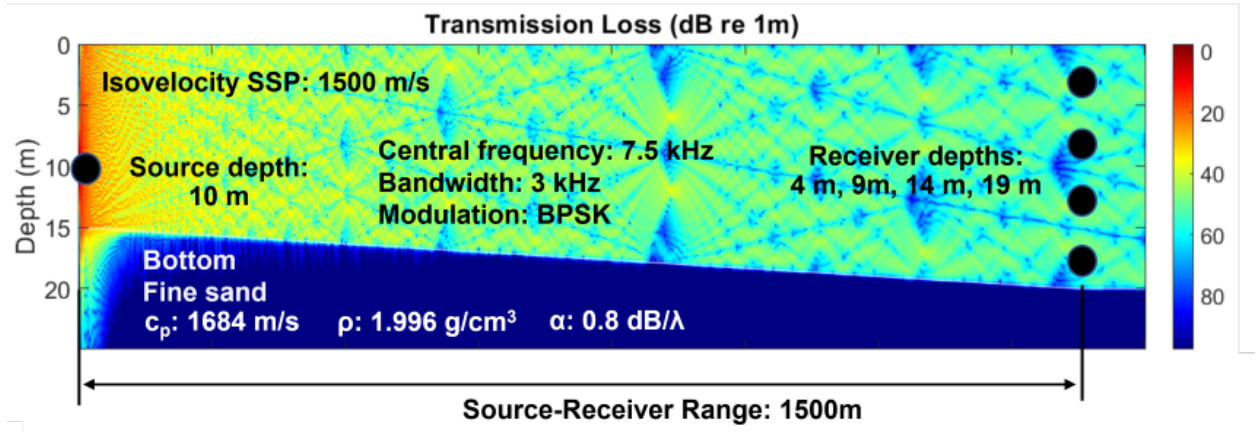 Transmission Loss (dB re 1m)
0
5
10
15
20
Depth (m)
Isovelocity SSP: 1500 m/s
Source depth:
10 m
Central frequency: 7.5 kHz
Bandwidth: 3 kHz
Modulation: BPSK
Receiver depths:
4 m, 9m, 14 m, 19 m
Bottom
Fine sand
cₚ: 1684 m/s ρ: 1.996 g/cm³ α: 0.8 dB/λ
0
20
40
60
80
Source-Receiver Range: 1500m